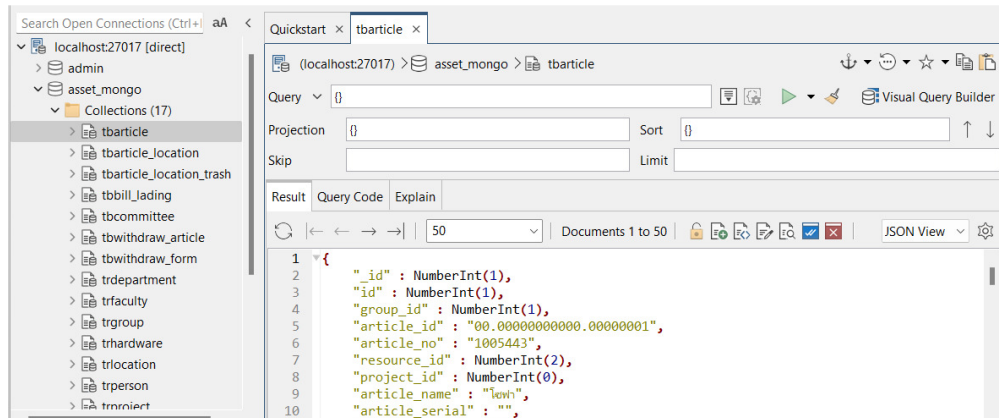 Search Open Connections (Ctrl+ aA
localhost:27017 [direct]
admin
asset_mongo
Collections (17)
tbarticle
tbarticle_location
tbarticle_location_trash
tbbill_lading
tbcommittee
tbwithdraw_article
tbwithdraw_form
trdepartment
trfaculty
trgroup
trhardware
trlocation
trperson
trproject
Quickstart tbarticle
(localhost:27017) asset_mongo tbarticle
Query {} Visual Query Builder
Projection {} Sort {}
Skip Limit
Result Query Code Explain
50 Documents 1 to 50 JSON View
1 {
2 "_id" : NumberInt(1),
3 "id" : NumberInt(1),
4 "group_id" : NumberInt(1),
5 "article_id" : "00.00000000000.00000001",
6 "article_no" : "1005443",
7 "resource_id" : NumberInt(2),
8 "project_id" : NumberInt(0),
9 "article_name" : "โซฟา",
10 "article_serial" : "",